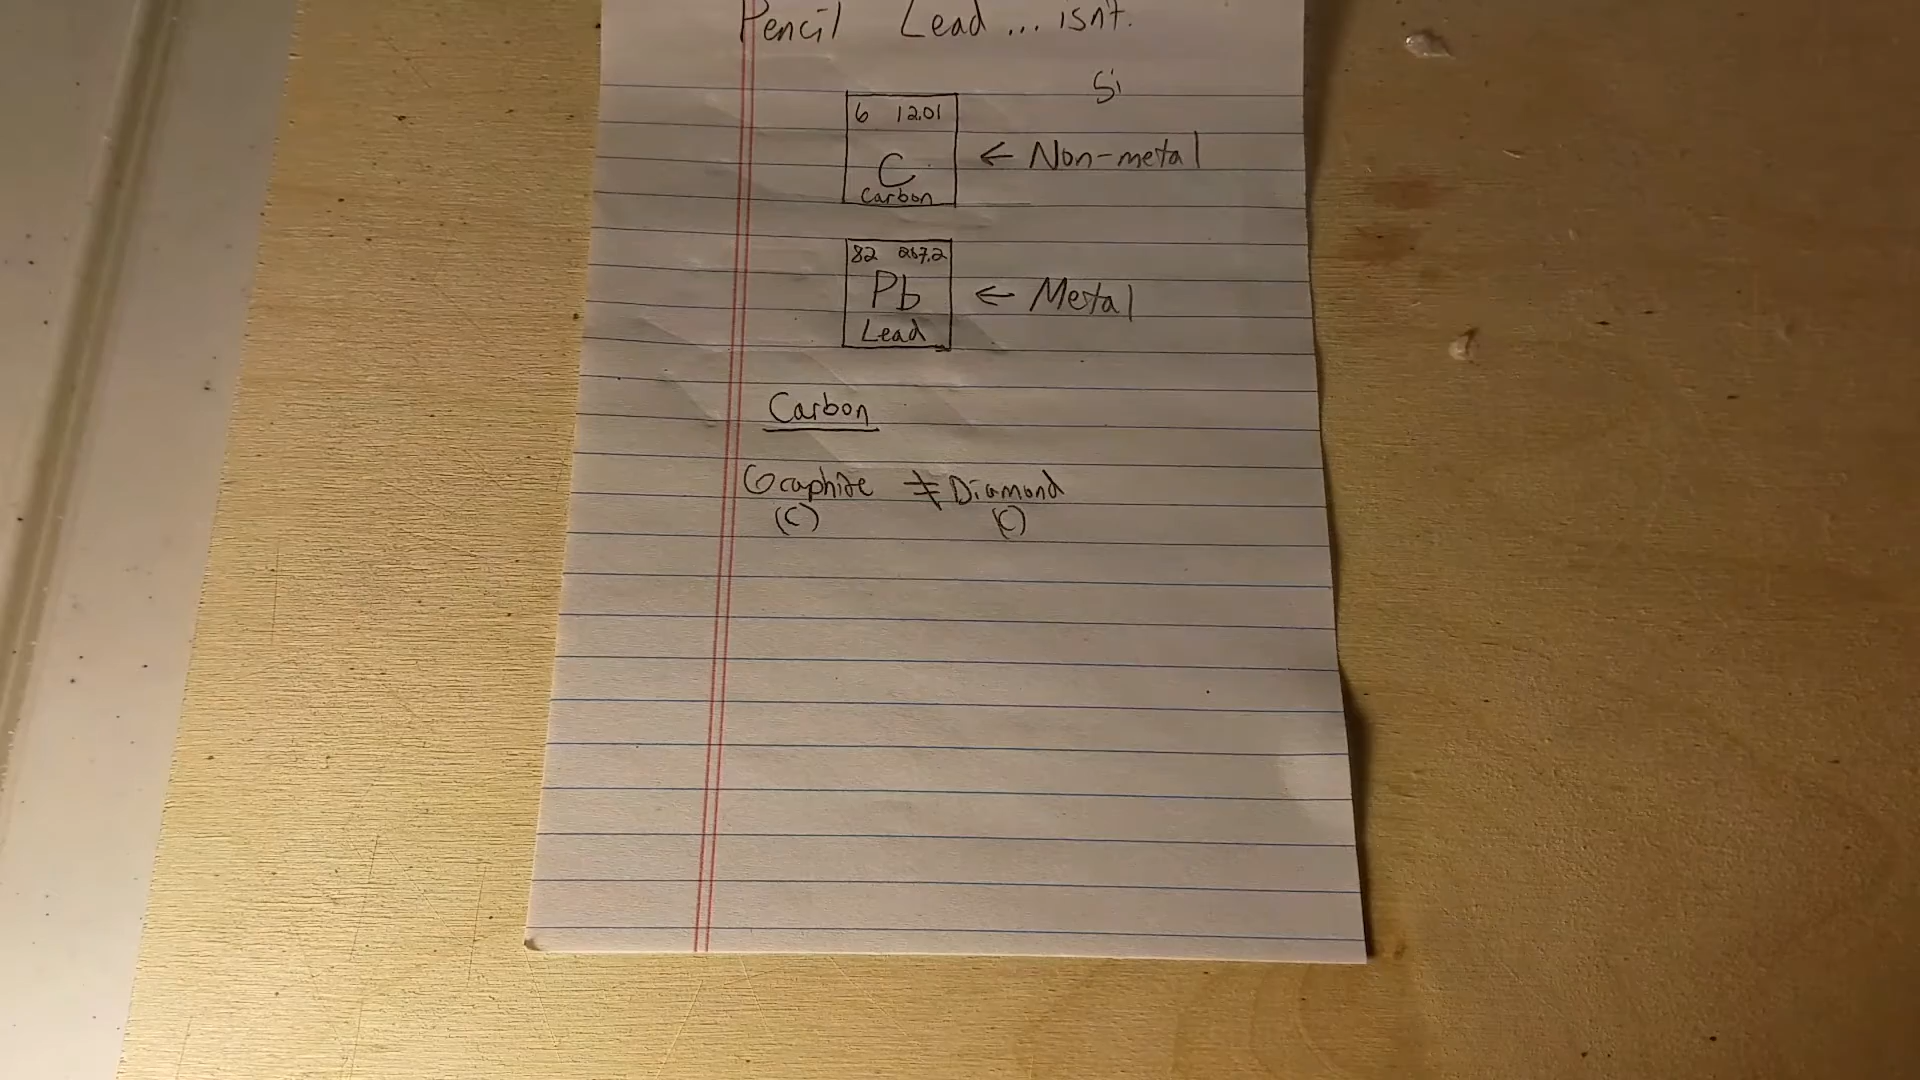 Pencil Lead ... isn't.
Si
6 12.01
C
Carbon
← Non-metal
82 207.2
Pb
Lead
← Metal
Carbon
Graphite ≠ Diamond
(C) (C)